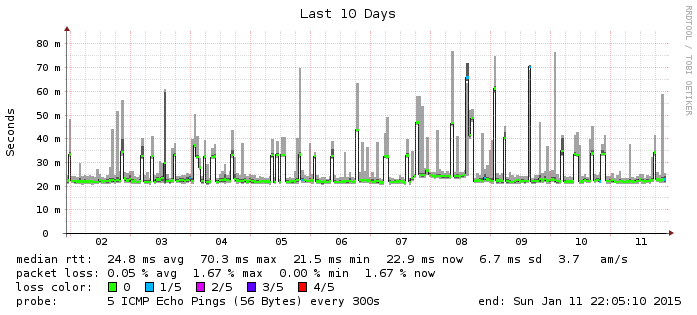 Last 10 Days
RRDTOOL / TOBI OETIKER
Seconds
80 m
70 m
60 m
50 m
40 m
30 m
20 m
10 m
0
02 03 04 05 06 07 08 09 10 11
median rtt: 24.8 ms avg 70.3 ms max 21.5 ms min 22.9 ms now 6.7 ms sd 3.7 am/s
packet loss: 0.05 % avg 1.67 % max 0.00 % min 1.67 % now
loss color: 0 1/5 2/5 3/5 4/5
probe: 5 ICMP Echo Pings (56 Bytes) every 300s end: Sun Jan 11 22:05:10 2015